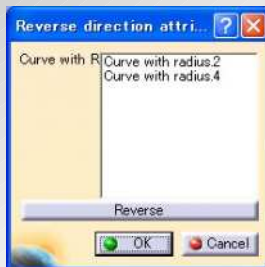 Reverse direction attri...
Curve with R
Curve with radius.2
Curve with radius.4
Reverse
OK
Cancel